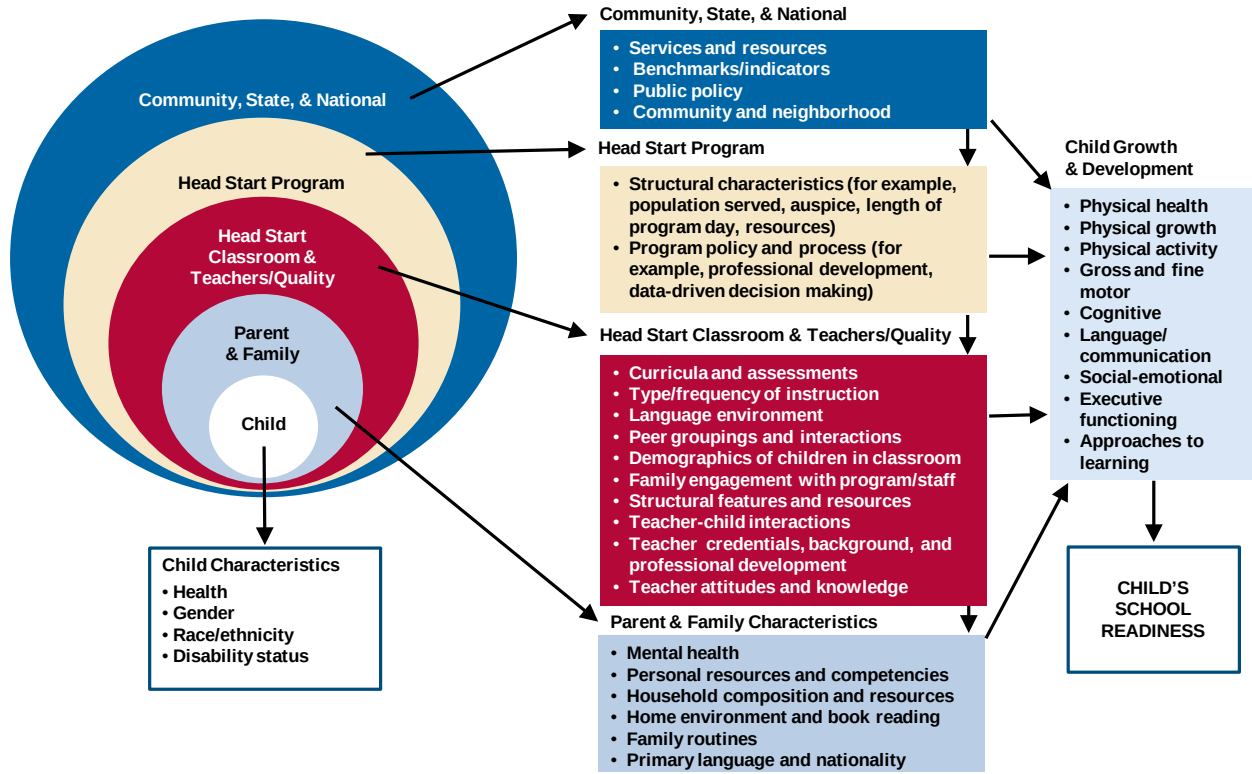 Community, State, & National
Head Start Program
Head Start
Classroom &
Teachers/Quality
Parent
& Family
Child
Child Characteristics
• Health
• Gender
• Race/ethnicity
• Disability status
Community, State, & National
• Services and resources
• Benchmarks/indicators
• Public policy
• Community and neighborhood
Head Start Program
• Structural characteristics (for example,
population served, auspice, length of
program day, resources)
• Program policy and process (for
example, professional development,
data-driven decision making)
Head Start Classroom & Teachers/Quality
• Curricula and assessments
• Type/frequency of instruction
• Language environment
• Peer groupings and interactions
• Demographics of children in classroom
• Family engagement with program/staff
• Structural features and resources
• Teacher-child interactions
• Teacher credentials, background, and
professional development
• Teacher attitudes and knowledge
Parent & Family Characteristics
• Mental health
• Personal resources and competencies
• Household composition and resources
• Home environment and book reading
• Family routines
• Primary language and nationality
Child Growth
& Development
• Physical health
• Physical growth
• Physical activity
• Gross and fine
motor
• Cognitive
• Language/
communication
• Social-emotional
• Executive
functioning
• Approaches to
learning
CHILD'S
SCHOOL
READINESS